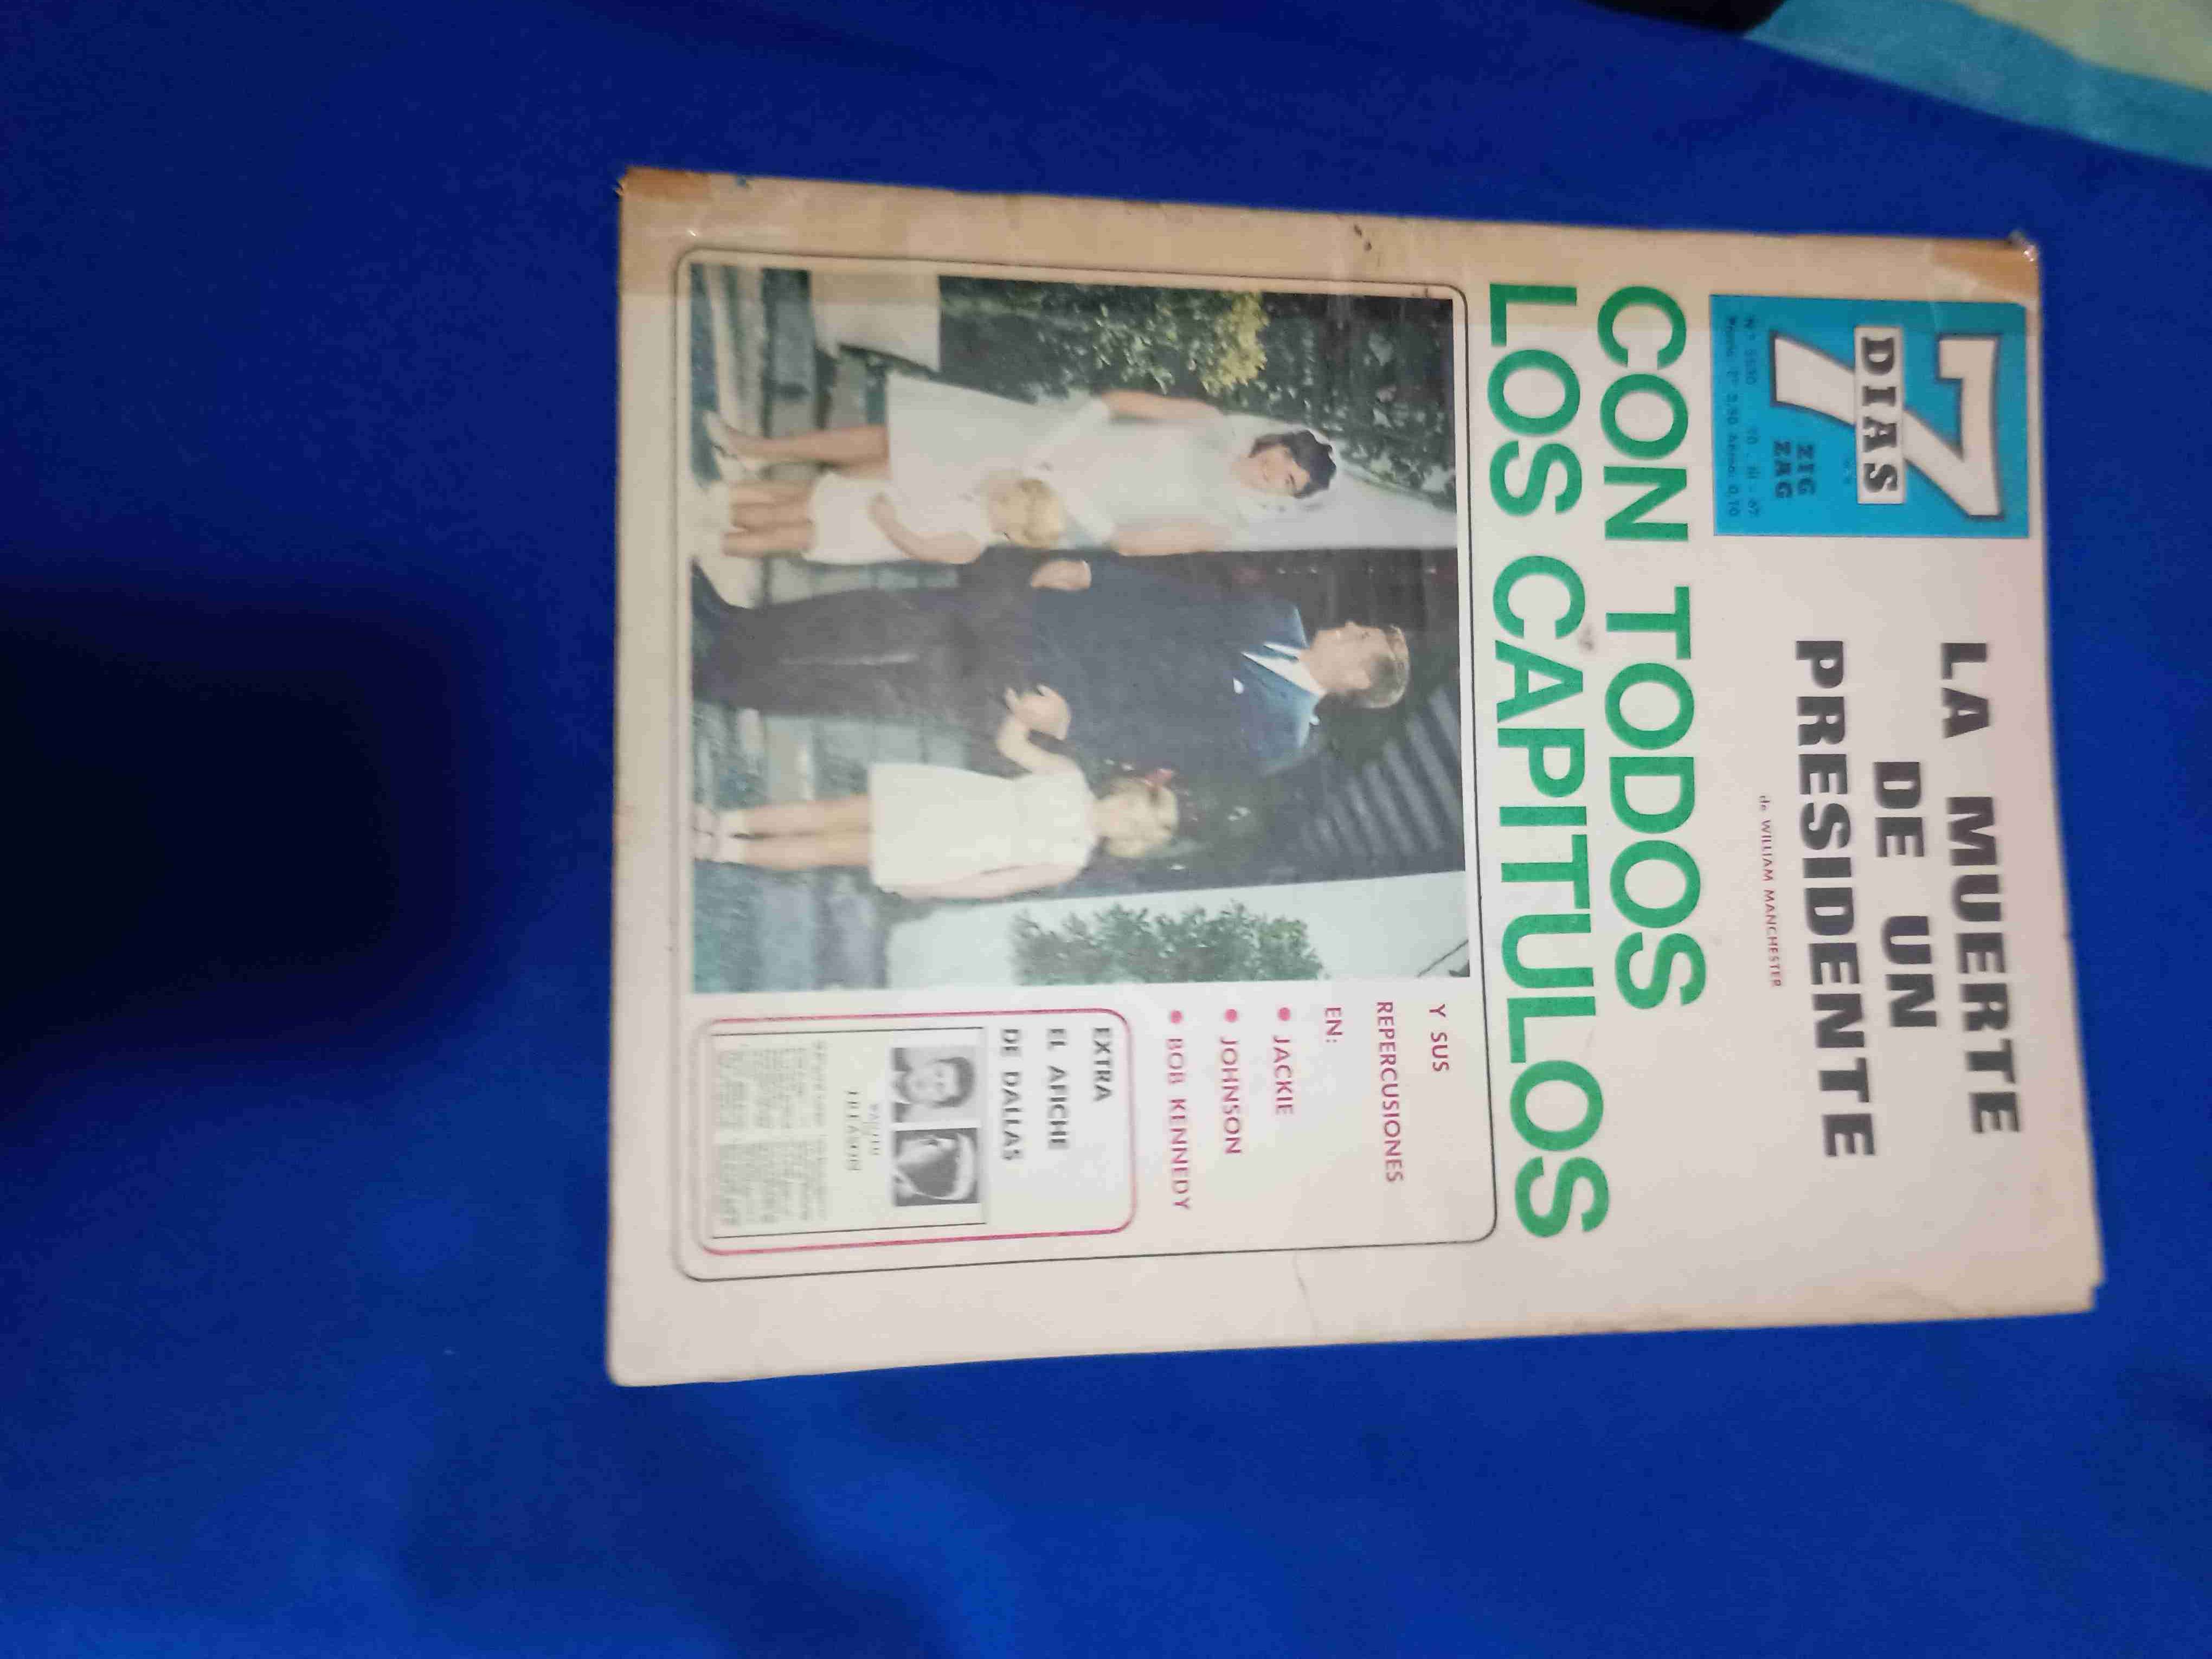 7
DIAS
ZIG
ZAG
LA MUERTE
DE UN
PRESIDENTE
de WILLIAM MANCHESTER
CON TODOS
LOS CAPITULOS
Y SUS
REPERCUSIONES
EN:
• JACKIE
• JOHNSON
• BOB KENNEDY
EXTRA
EL AFICHE
DE DALLAS